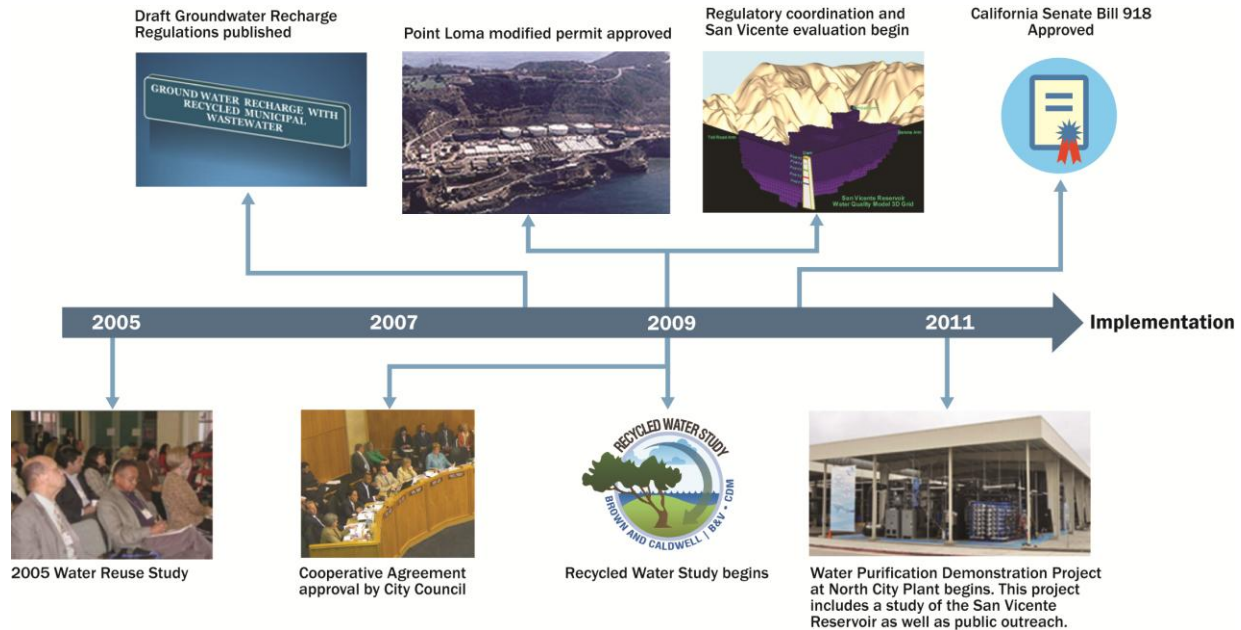 Draft Groundwater Recharge
Regulations published
Point Loma modified permit approved
Regulatory coordination and
San Vicente evaluation begin
California Senate Bill 918
Approved
GROUND WATER RECHARGE WITH
RECYCLED MUNICIPAL
WASTEWATER
San Vicente Reservoir
Water Quality Model 3D Grid
2005
2007
2009
2011
Implementation
RECYCLED WATER STUDY
BROWN AND CALDWELL | B&V • CDM
2005 Water Reuse Study
Cooperative Agreement
approval by City Council
Recycled Water Study begins
Water Purification Demonstration Project
at North City Plant begins. This project
includes a study of the San Vicente
Reservoir as well as public outreach.